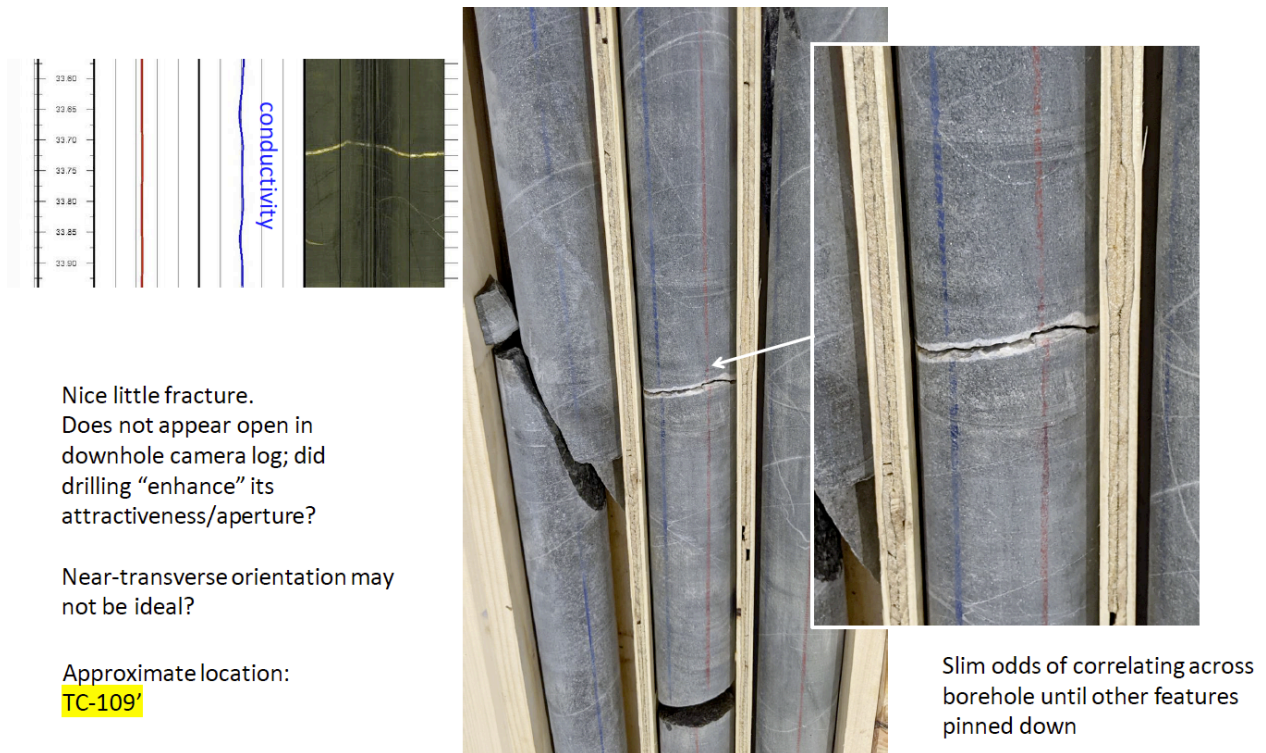 33.60
33.65
33.70
33.75
33.80
33.85
33.90
conductivity
Nice little fracture.
Does not appear open in
downhole camera log; did
drilling “enhance” its
attractiveness/aperture?
Near-transverse orientation may
not be ideal?
Approximate location:
TC-109’
Slim odds of correlating across
borehole until other features
pinned down